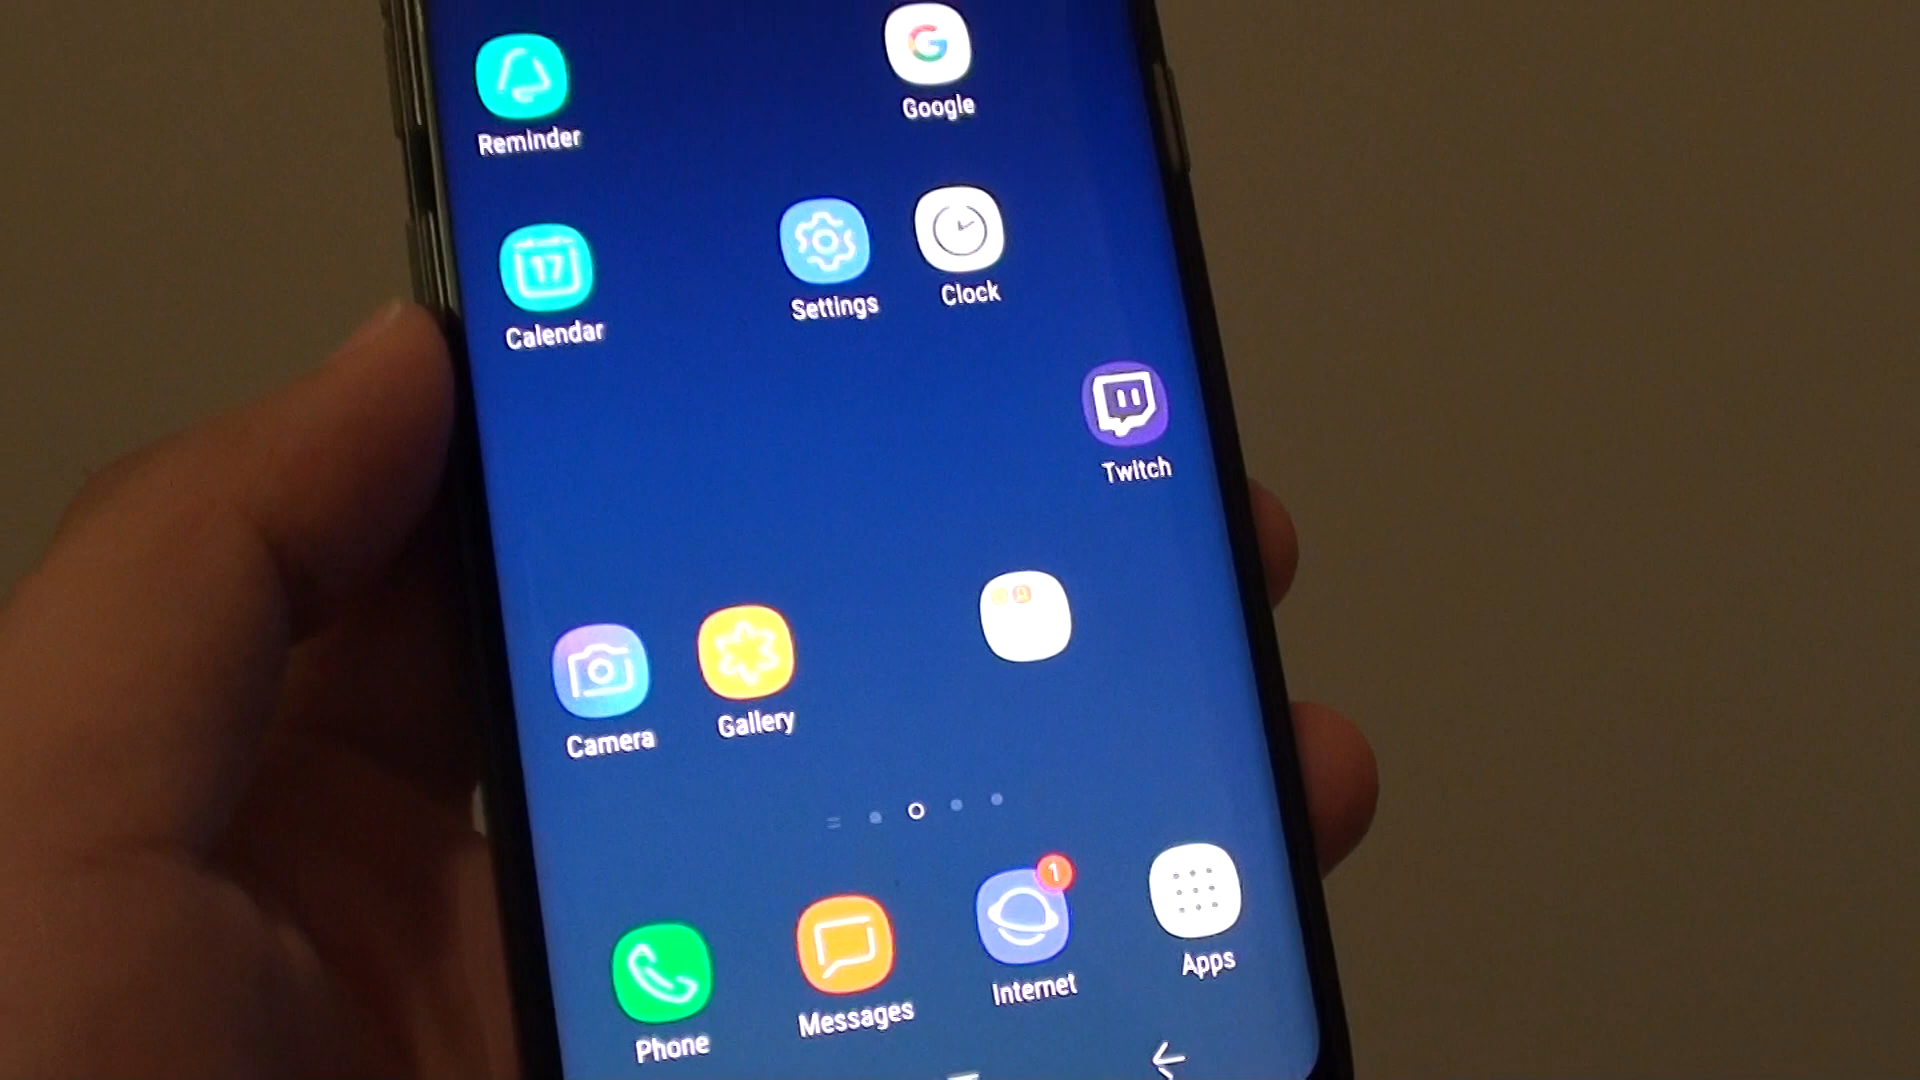 Google
Reminder
17
Calendar
Settings
Clock
Twitch
Camera
Gallery
1
Phone
Messages
Internet
Apps